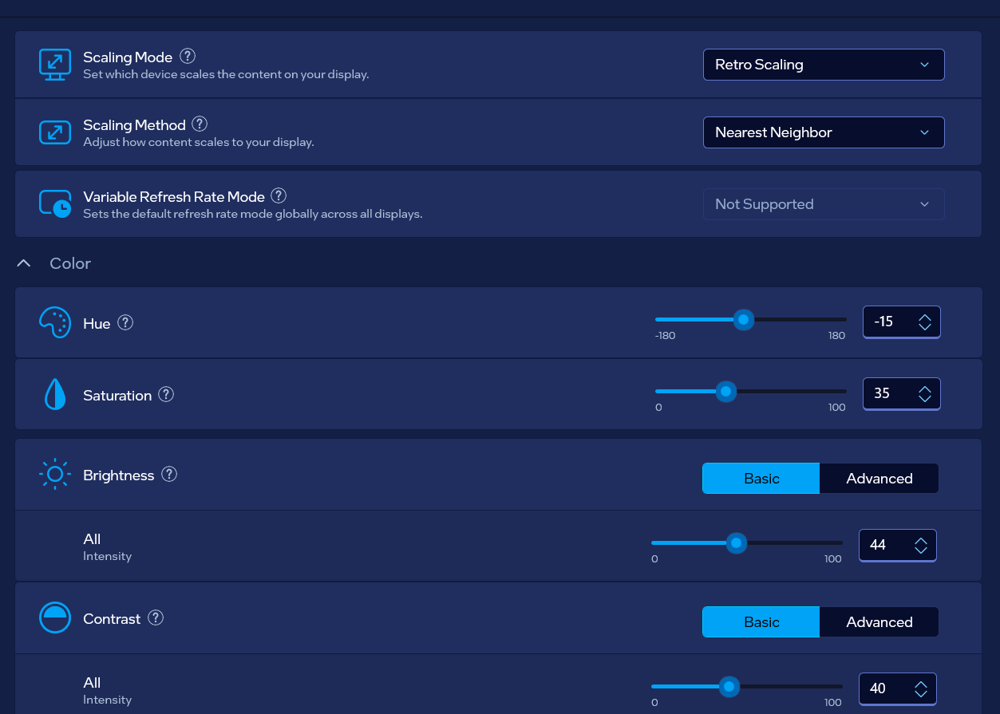 Scaling Mode ?
Set which device scales the content on your display.
Retro Scaling
Scaling Method ?
Adjust how content scales to your display.
Nearest Neighbor
Variable Refresh Rate Mode ?
Sets the default refresh rate mode globally across all displays.
Not Supported
Color
Hue ?
-180 180
-15
Saturation ?
0 100
35
Brightness ?
Basic Advanced
All
Intensity
0 100
44
Contrast ?
Basic Advanced
All
Intensity
0 100
40